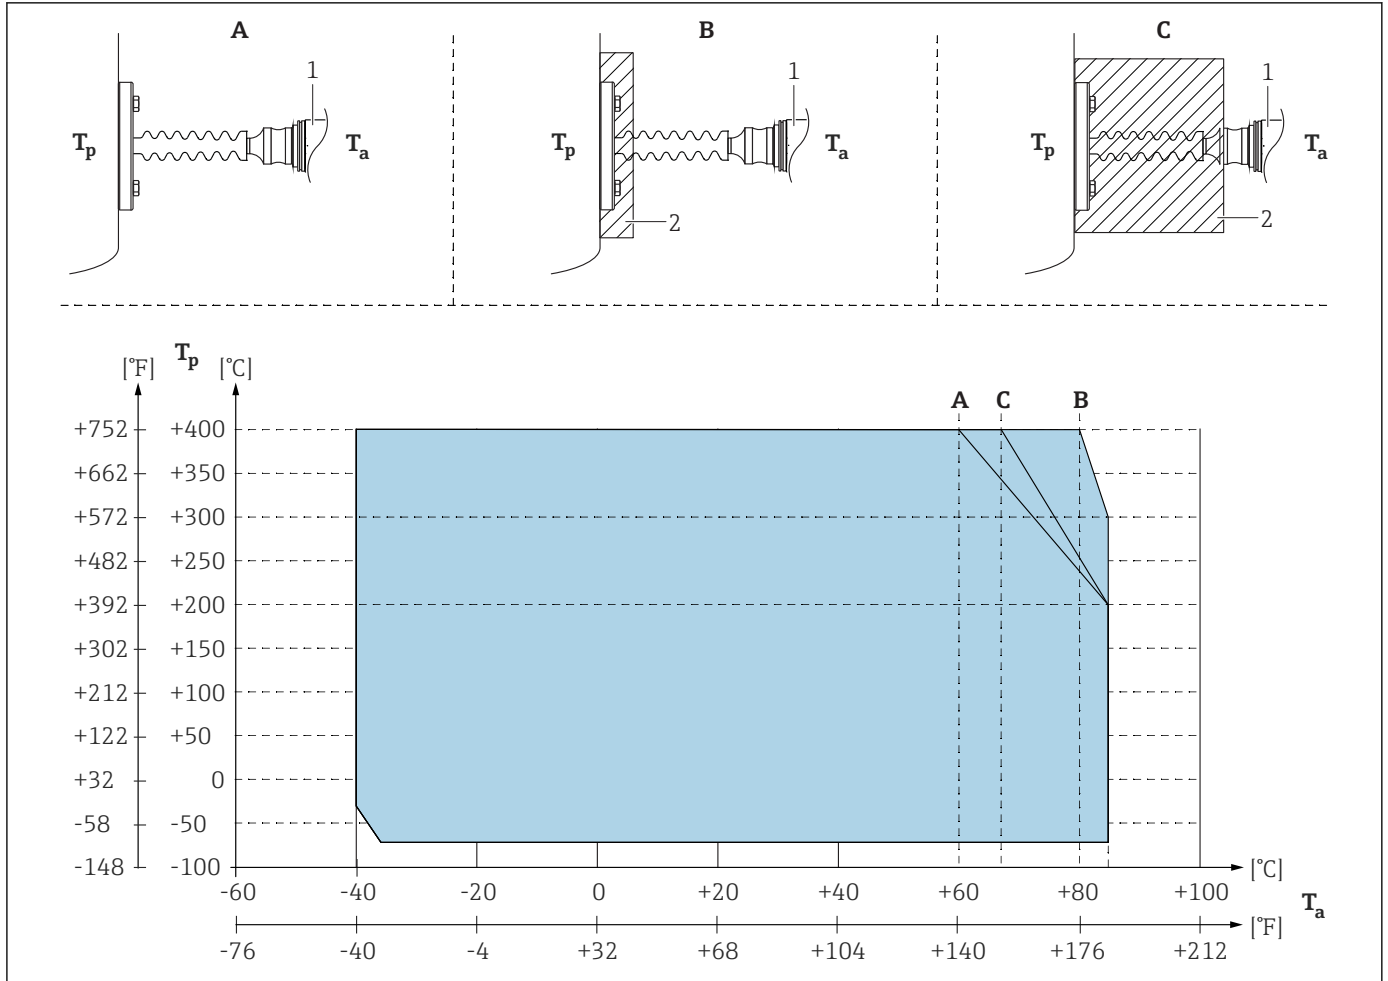 A B C
1 1 1
Tp Ta Tp Ta Tp Ta
2 2
[°F] Tp [°C]
A C B
+752 +400
+662 +350
+572 +300
+482 +250
+392 +200
+302 +150
+212 +100
+122 +50
+32 0
-58 -50
-148 -100
[°C]
-60 -40 -20 0 +20 +40 +60 +80 +100
Ta
[°F]
-76 -40 -4 +32 +68 +104 +140 +176 +212